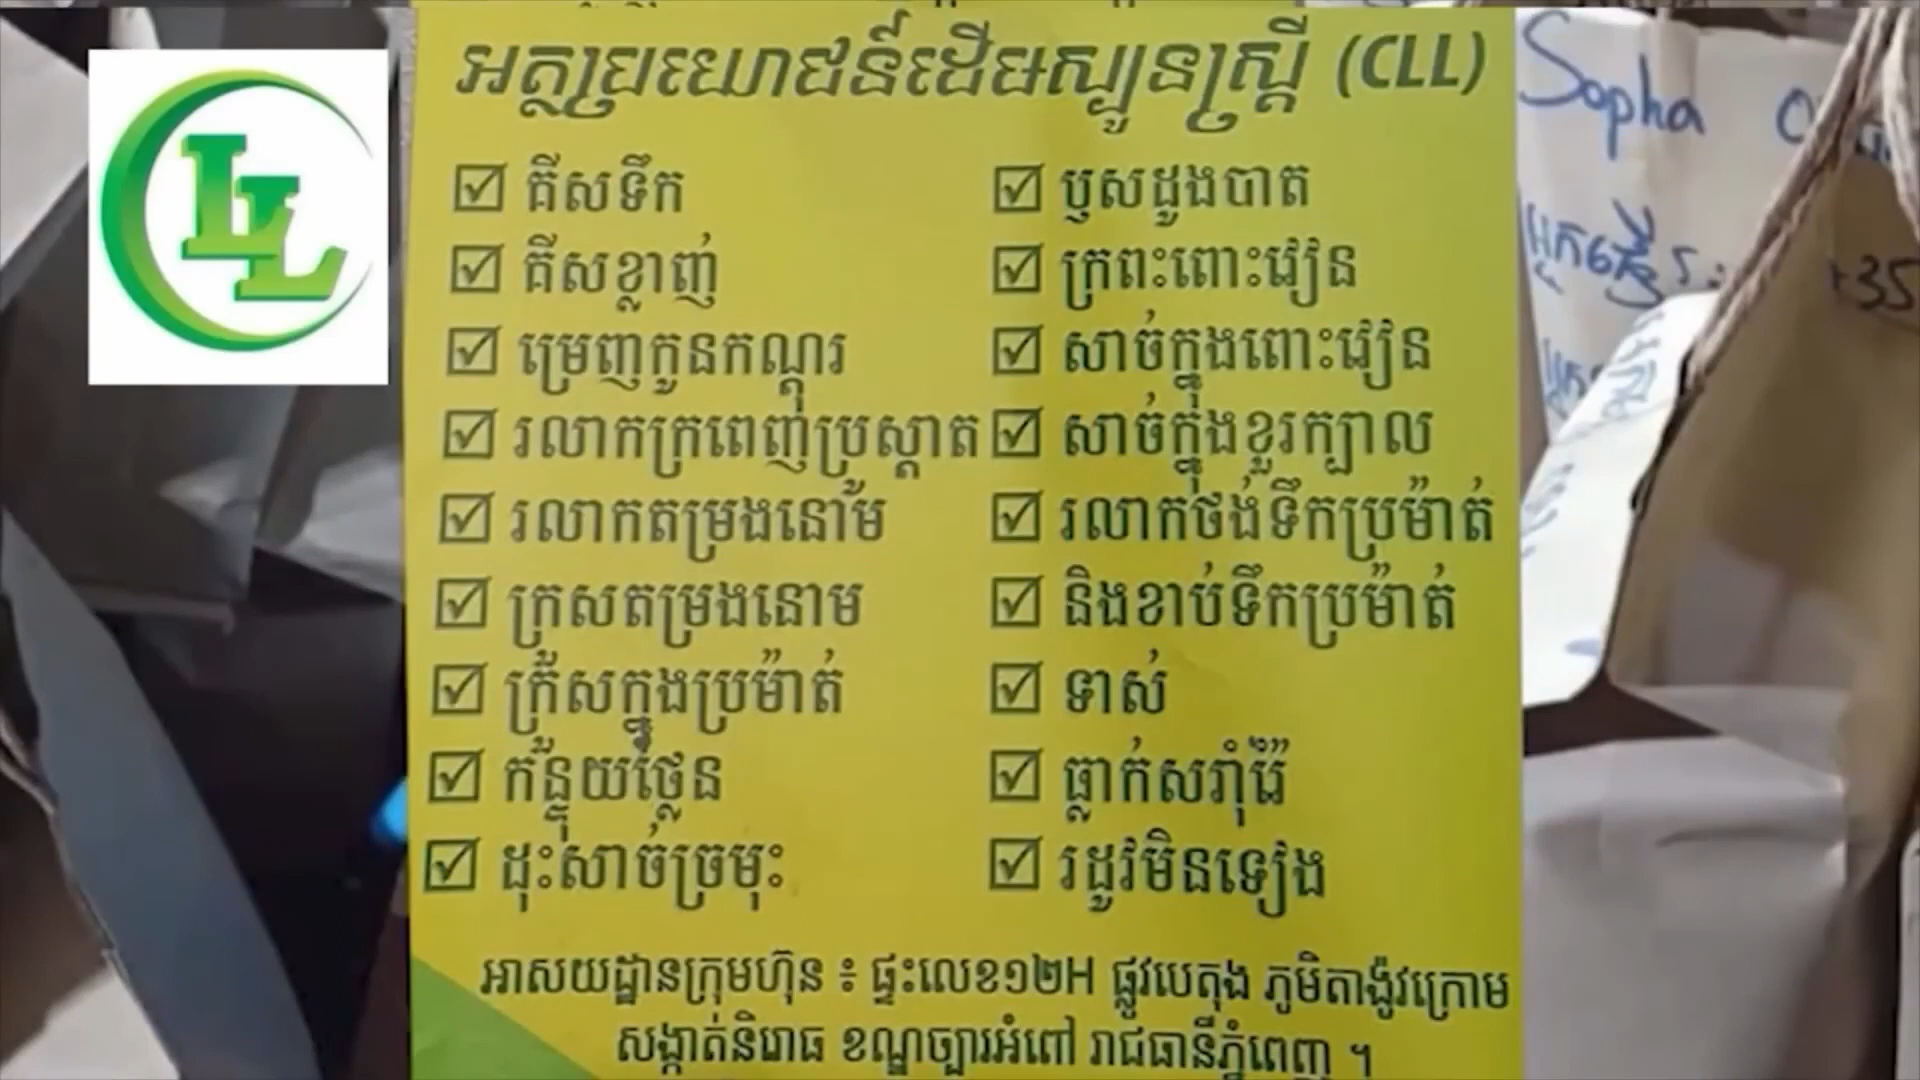 អត្ថប្រយោជន៍ដើមស្បូនស្ត្រី (CLL)
គីសទឹក
គីសខ្លាញ់
ម្រេញកូនកណ្ដុរ
រលាកក្រពេញប្រូស្តាត
រលាកតម្រងនោម
ក្រួសតម្រងនោម
ក្រួសក្នុងប្រម៉ាត់
កន្ទុយថ្លែន
ដុះសាច់ច្រមុះ
ប្ញសដូងបាត
ក្រពះពោះវៀន
សាច់ក្នុងពោះវៀន
សាច់ក្នុងខួរក្បាល
រលាកថង់ទឹកប្រម៉ាត់
និងខាប់ទឹកប្រម៉ាត់
ទាស់
ធ្លាក់សរាំរ៉ៃ
រដូវមិនទៀង
អាសយដ្ឋានក្រុមហ៊ុន ៖ ផ្ទះលេខ១២H ផ្លូវបេតុង ភូមិតាង៉ូវក្រោម
សង្កាត់និរោធ ខណ្ឌច្បារអំពៅ រាជធានីភ្នំពេញ ។
LL
Sopha
+35